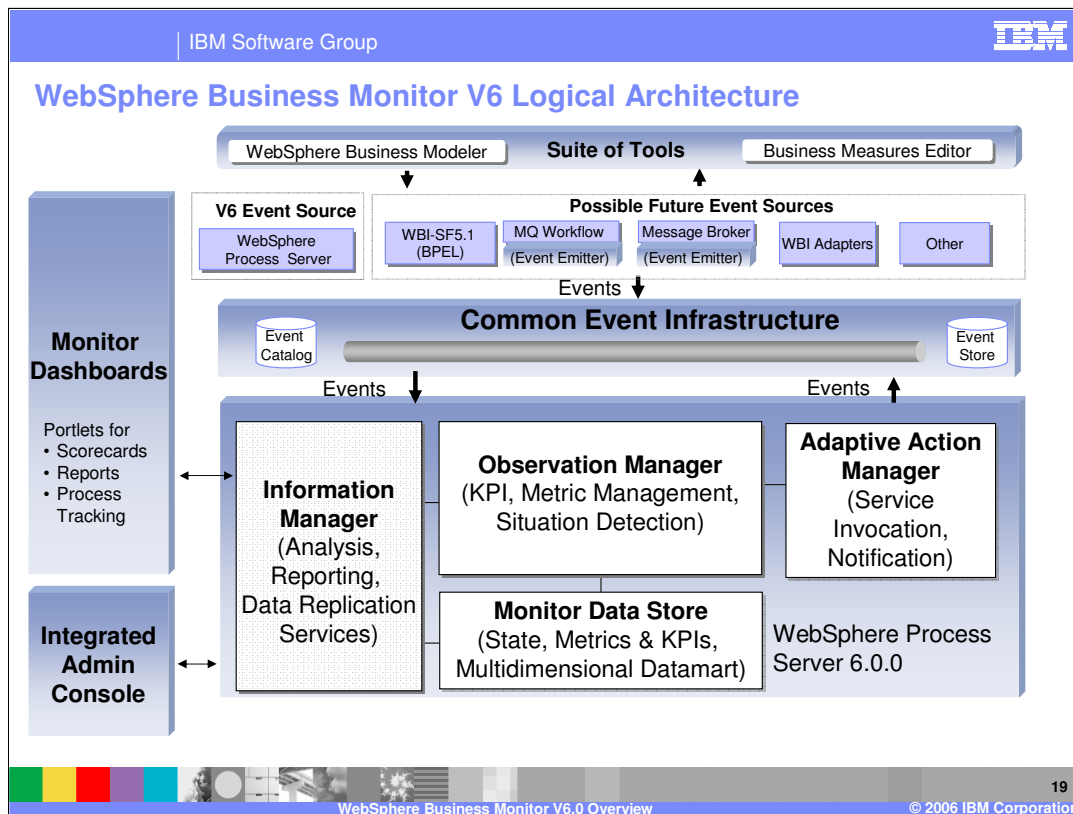 IBM Software Group
IBM
WebSphere Business Monitor V6 Logical Architecture
WebSphere Business Modeler
Suite of Tools
Business Measures Editor
V6 Event Source
WebSphere
Process Server
Possible Future Event Sources
WBI-SF5.1
(BPEL)
MQ Workflow
(Event Emitter)
Message Broker
(Event Emitter)
WBI Adapters
Other
Events
Common Event Infrastructure
Event
Catalog
Event
Store
Events
Events
Monitor
Dashboards
Portlets for
• Scorecards
• Reports
• Process
Tracking
Integrated
Admin
Console
Information
Manager
(Analysis,
Reporting,
Data Replication
Services)
Observation Manager
(KPI, Metric Management,
Situation Detection)
Adaptive Action
Manager
(Service
Invocation,
Notification)
Monitor Data Store
(State, Metrics & KPIs,
Multidimensional Datamart)
WebSphere Process
Server 6.0.0
19
WebSphere Business Monitor V6.0 Overview
© 2006 IBM Corporation